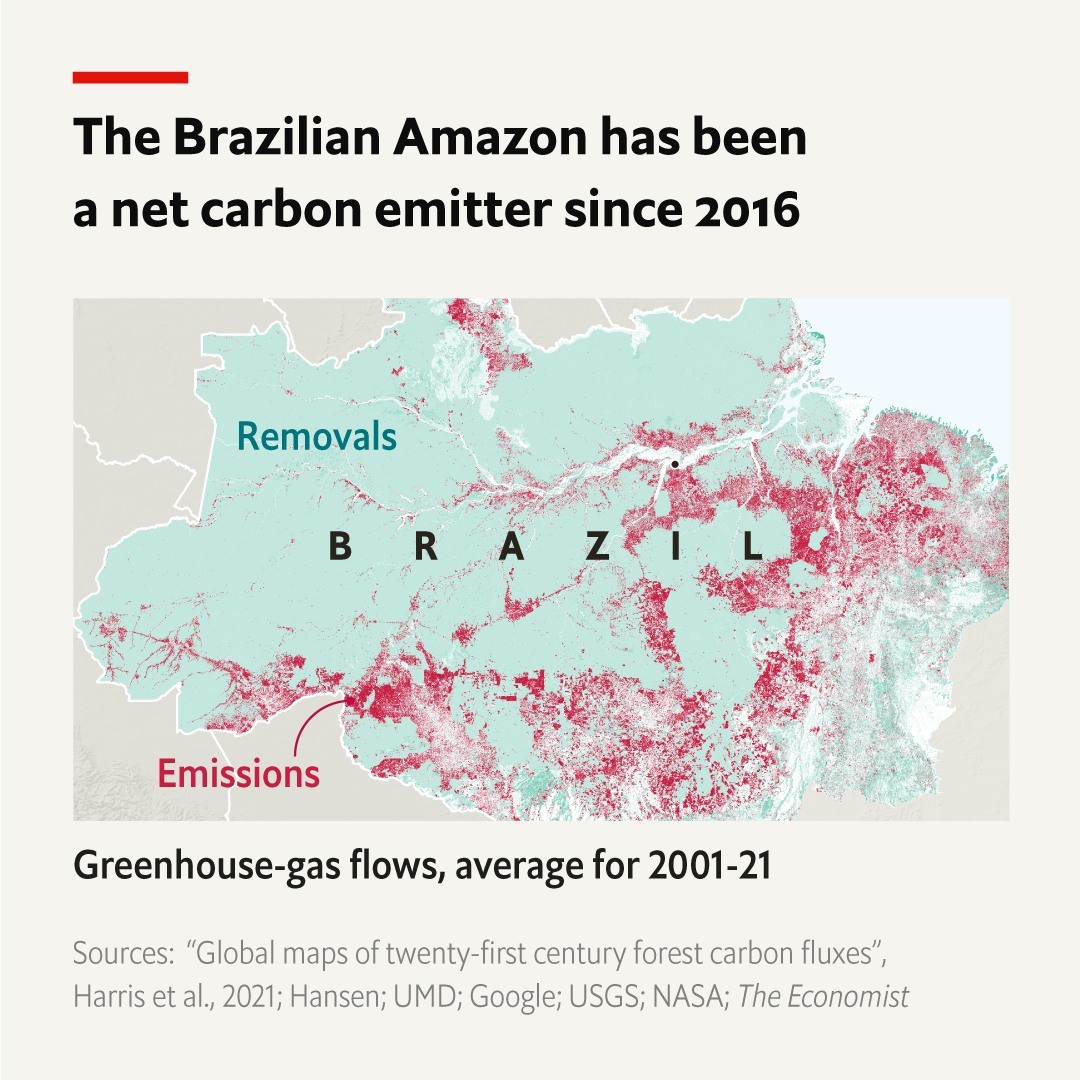 The Brazilian Amazon has been
a net carbon emitter since 2016
Removals
BRAZIL
Emissions
Greenhouse-gas flows, average for 2001-21
Sources: “Global maps of twenty-first century forest carbon fluxes”,
Harris et al., 2021; Hansen; UMD; Google; USGS; NASA; The Economist